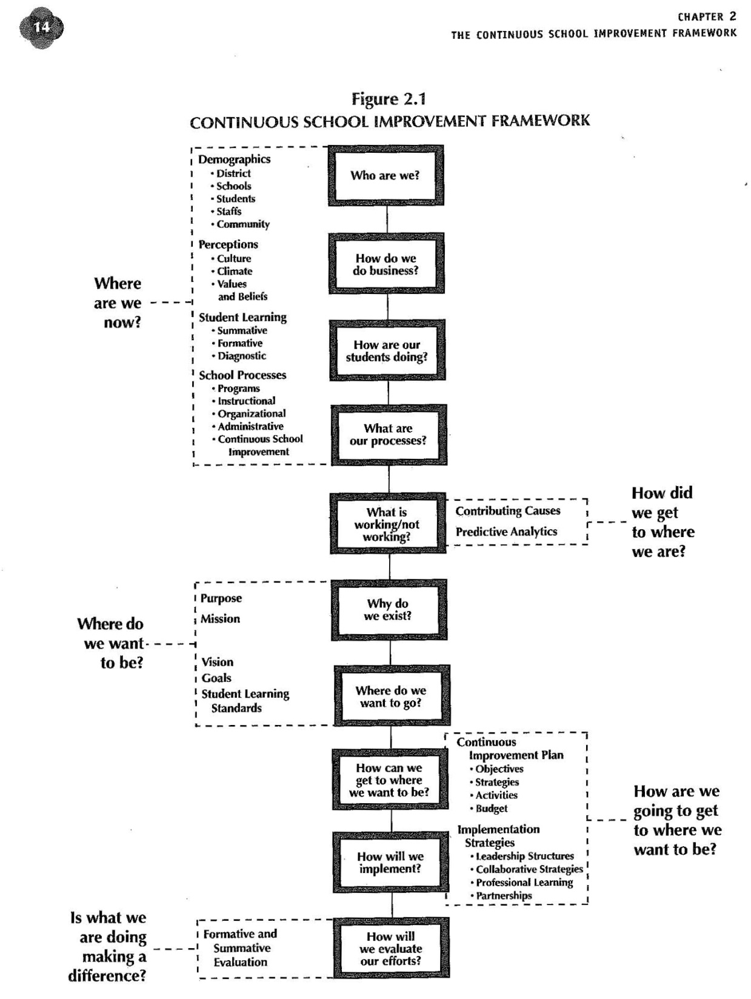 14
CHAPTER 2
THE CONTINUOUS SCHOOL IMPROVEMENT FRAMEWORK
Figure 2.1
CONTINUOUS SCHOOL IMPROVEMENT FRAMEWORK
Where
are we
now?
Demographics
• District
• Schools
• Students
• Staffs
• Community
Who are we?
Perceptions
• Culture
• Climate
• Values
and Beliefs
How do we
do business?
Student Learning
• Summative
• Formative
• Diagnostic
How are our
students doing?
School Processes
• Programs
• Instructional
• Organizational
• Administrative
• Continuous School
Improvement
What are
our processes?
What is
working/not
working?
Contributing Causes
Predictive Analytics
How did
we get
to where
we are?
Where do
we want
to be?
Purpose
Mission
Why do
we exist?
Vision
Goals
Student Learning
Standards
Where do we
want to go?
How can we
get to where
we want to be?
Continuous
Improvement Plan
• Objectives
• Strategies
• Activities
• Budget
How will we
implement?
Implementation
Strategies
• Leadership Structures
• Collaborative Strategies
• Professional Learning
• Partnerships
How are we
going to get
to where we
want to be?
Is what we
are doing
making a
difference?
Formative and
Summative
Evaluation
How will
we evaluate
our efforts?